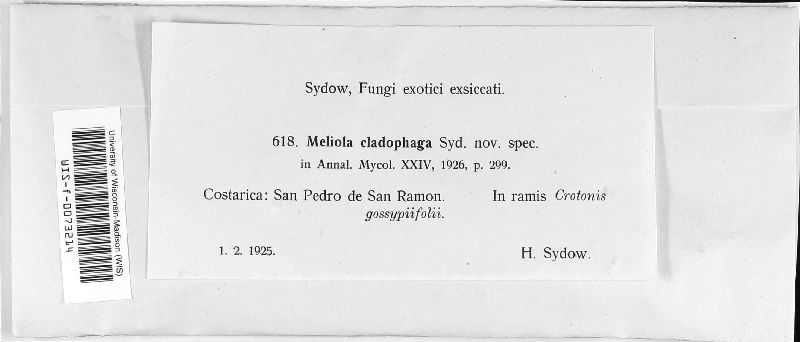 Sydow, Fungi exotici exsiccati.
618. Meliola cladophaga Syd. nov. spec.
in Annal. Mycol. XXIV, 1926, p. 299.
Costarica: San Pedro de San Ramon. In ramis Crotonis
gossypiifolii.
1. 2. 1925. H. Sydow.
University of Wisconsin-Madison (WIS)
WIS-f-0073214